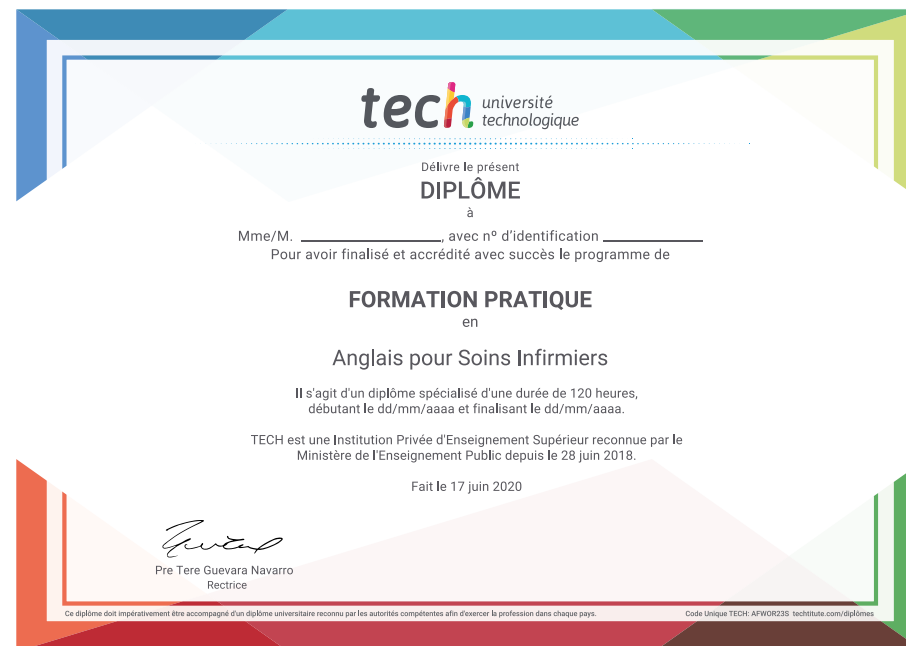 tech université
technologique
Délivre le présent
DIPLÔME
à
Mme/M. ____________________, avec nº d'identification ______________
Pour avoir finalisé et accrédité avec succès le programme de
FORMATION PRATIQUE
en
Anglais pour Soins Infirmiers
Il s'agit d'un diplôme spécialisé d'une durée de 120 heures,
débutant le dd/mm/aaaa et finalisant le dd/mm/aaaa.
TECH est une Institution Privée d'Enseignement Supérieur reconnue par le
Ministère de l'Enseignement Public depuis le 28 juin 2018.
Fait le 17 juin 2020
Pre Tere Guevara Navarro
Rectrice
Ce diplôme doit impérativement être accompagné d'un diplôme universitaire reconnu par les autorités compétentes afin d'exercer la profession dans chaque pays.
Code Unique TECH: AFWOR23S techtitute.com/diplômes